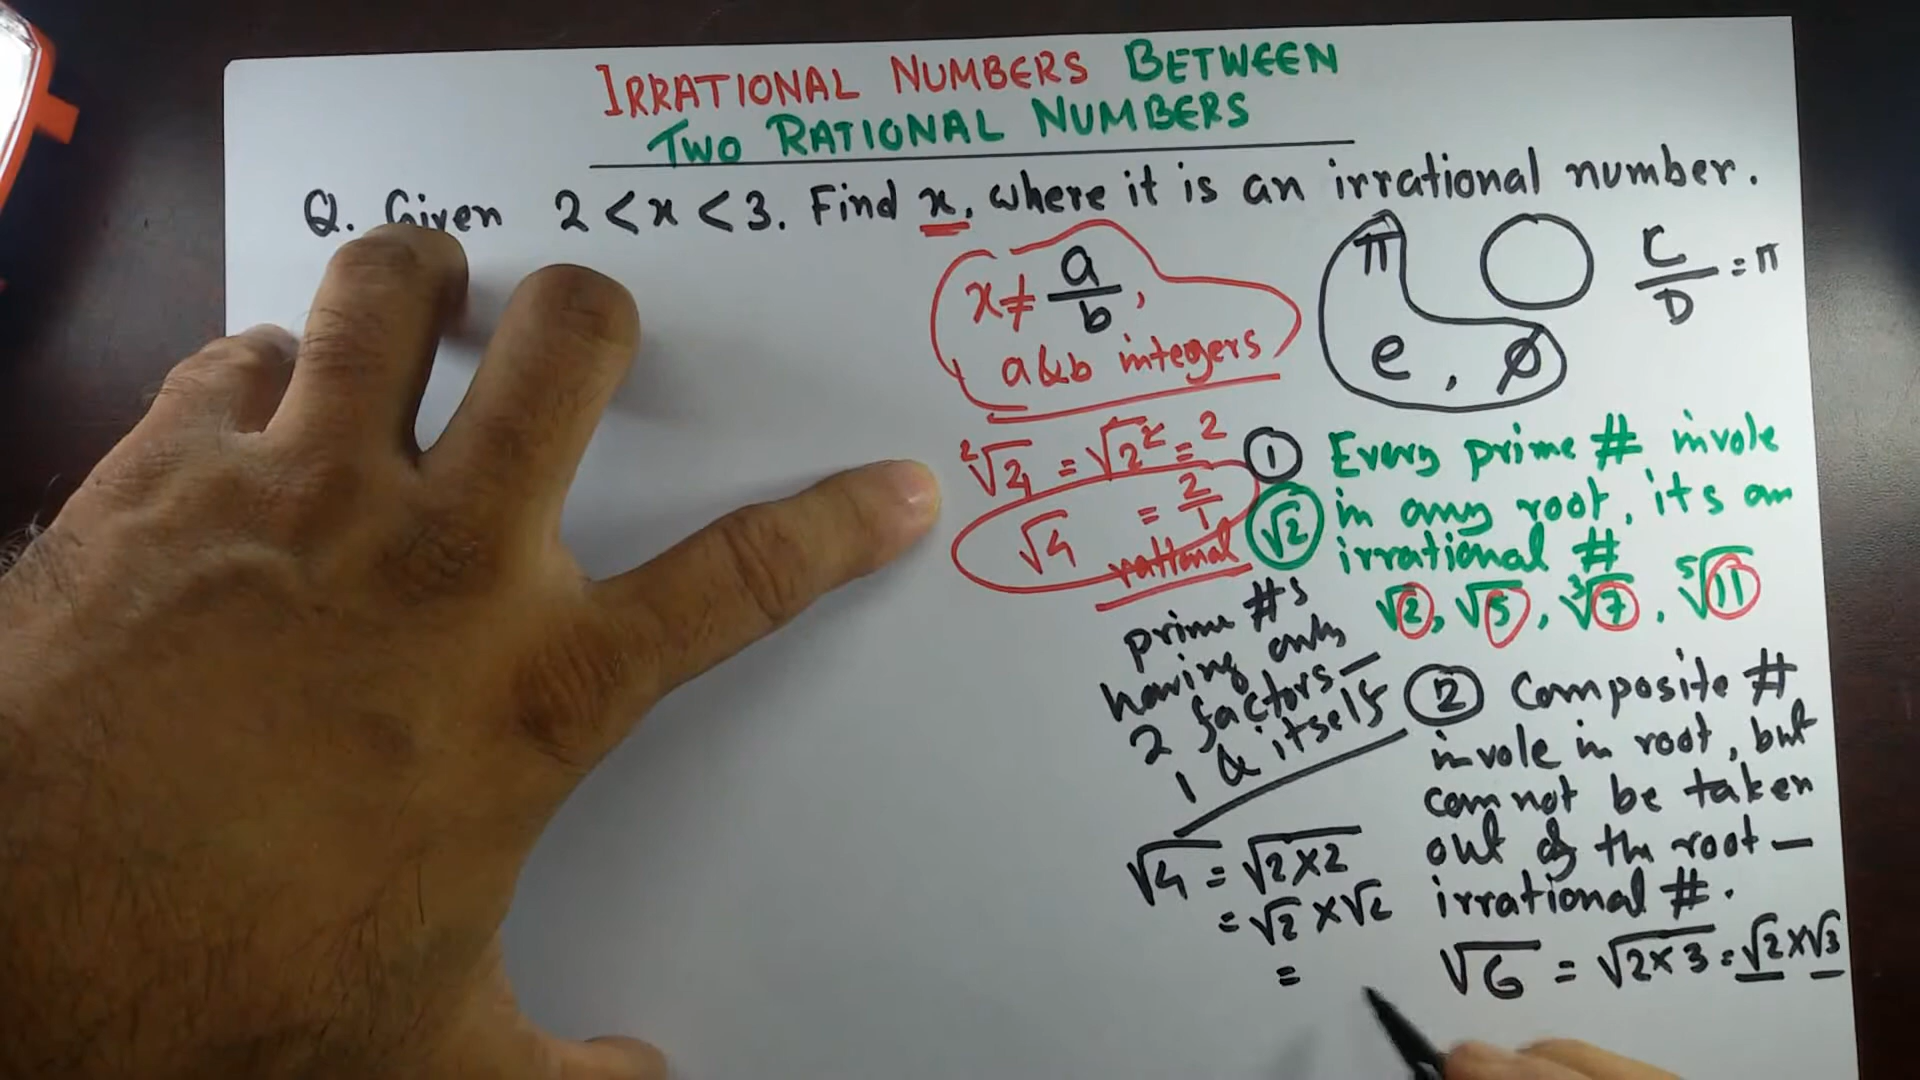 IRRATIONAL NUMBERS BETWEEN
TWO RATIONAL NUMBERS
Q. Given 2 < x < 3. Find x, where it is an irrational number.
x ≠ a/b,
a & b integers
π
e, ø
C/D = π
²√4 = √2² = 2
√4 = 2/1
rational
① Every prime # invole
√2 in any root, its an
irrational #
√2, √5, ³√7, ⁵√11
prime #s
having only
2 factors –
1 & itself
√4 = √2×2
= √2 × √2
=
② Composite #
invole in root, but
can not be taken
out of the root –
irrational #.
√6 = √2×3 = √2 × √3